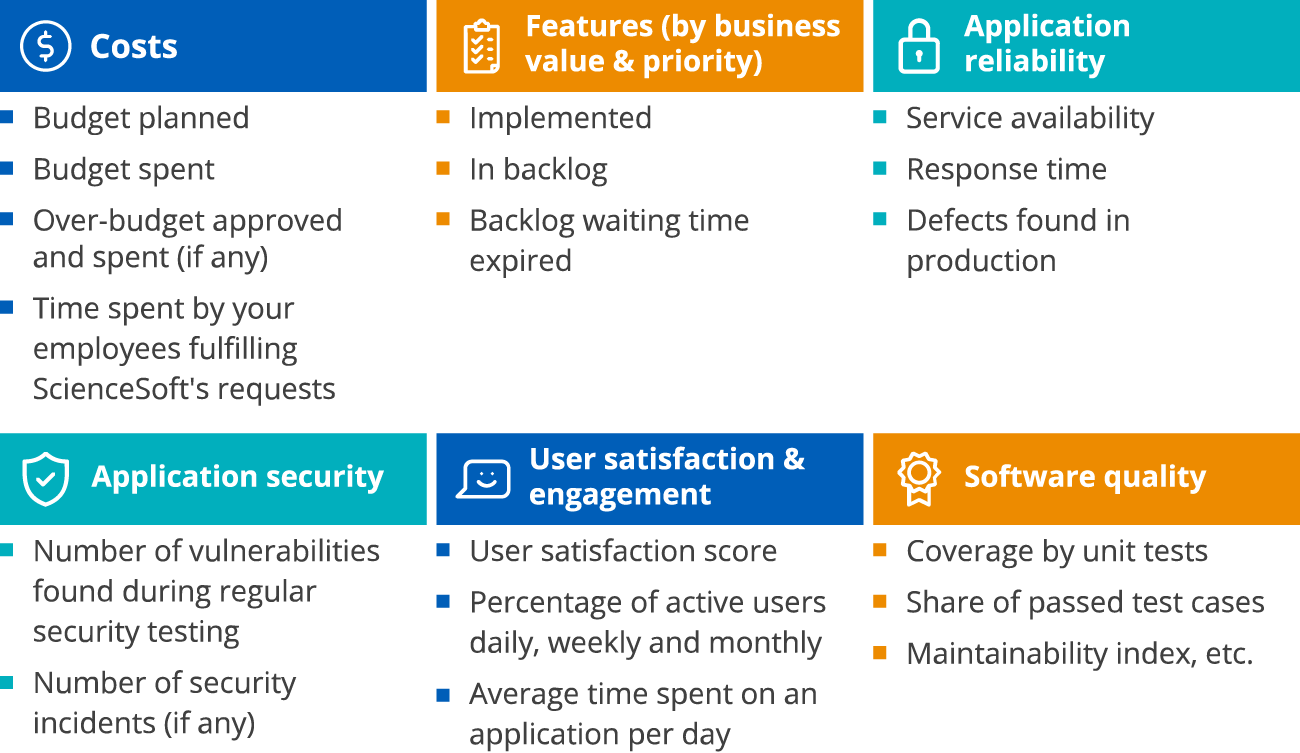 Costs
Budget planned
Budget spent
Over-budget approved
and spent (if any)
Time spent by your
employees fulfilling
ScienceSoft's requests
Features (by business
value & priority)
Implemented
In backlog
Backlog waiting time
expired
Application
reliability
Service availability
Response time
Defects found in
production
Application security
Number of vulnerabilities
found during regular
security testing
Number of security
incidents (if any)
User satisfaction &
engagement
User satisfaction score
Percentage of active users
daily, weekly and monthly
Average time spent on an
application per day
Software quality
Coverage by unit tests
Share of passed test cases
Maintainability index, etc.